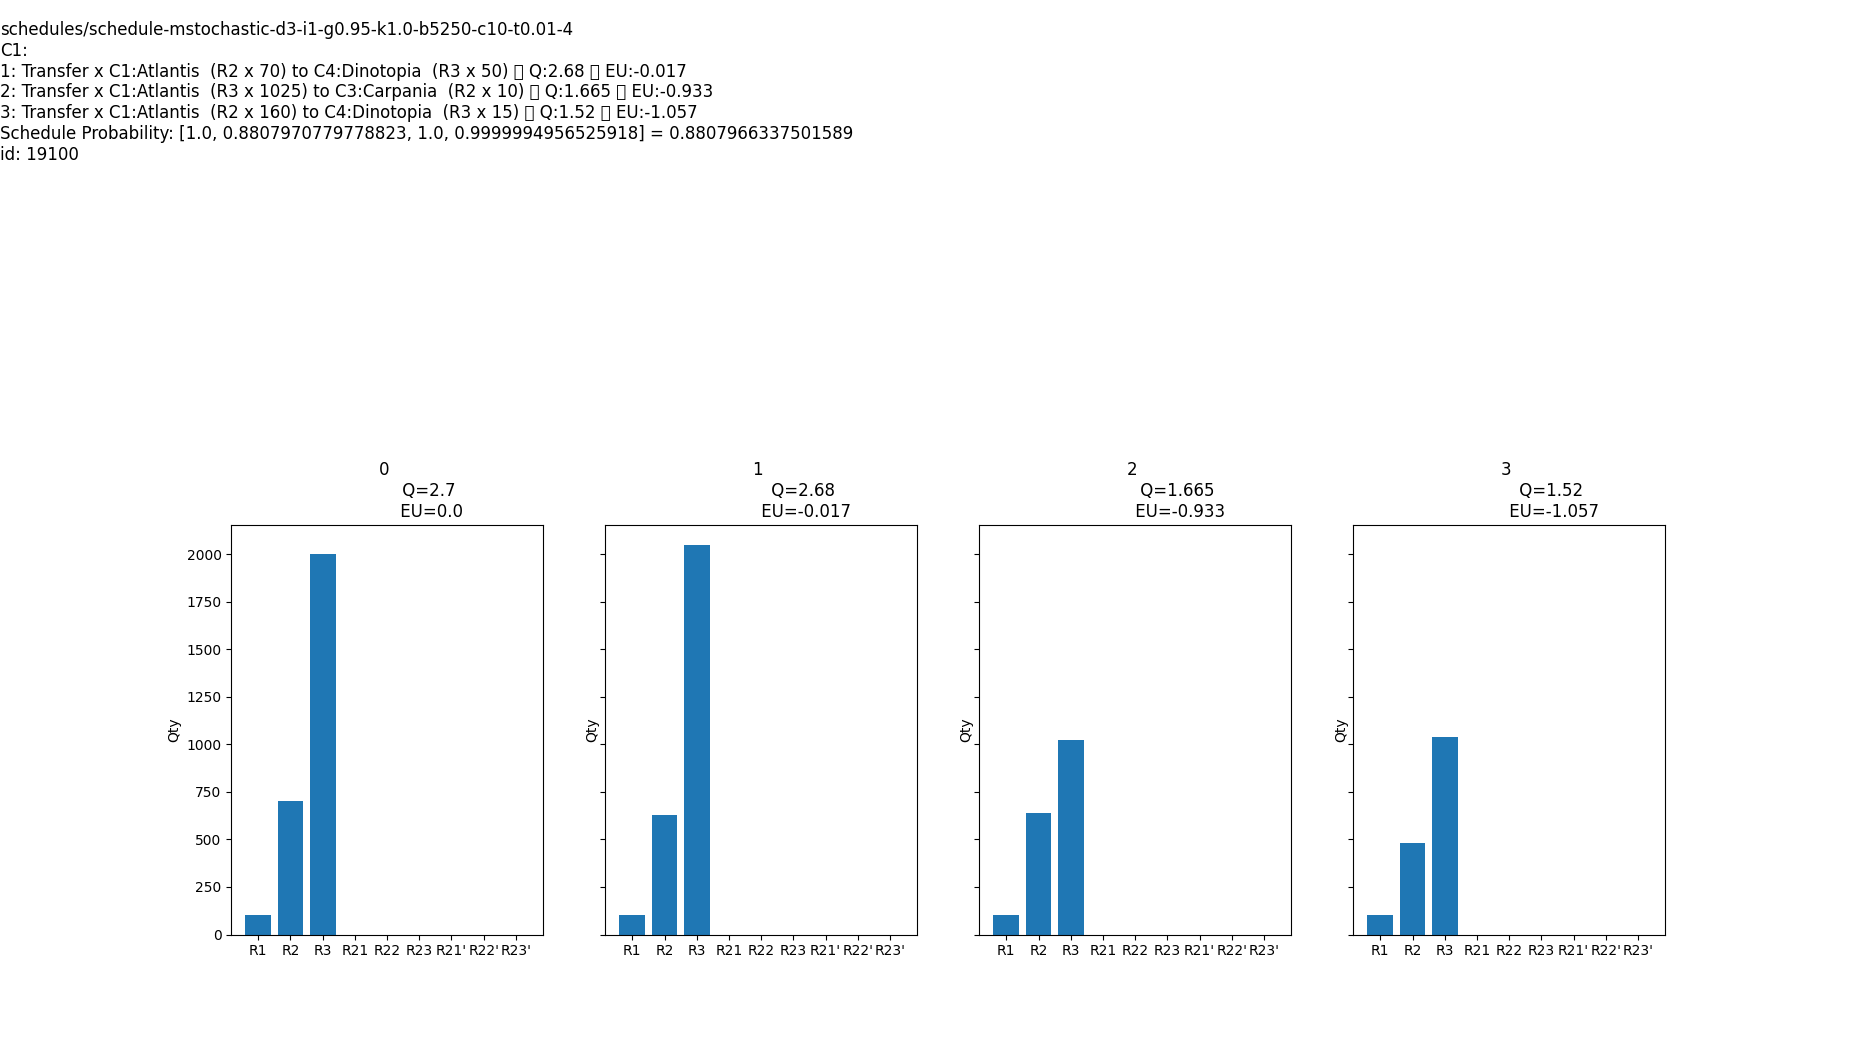 schedules/schedule-mstochastic-d3-i1-g0.95-k1.0-b5250-c10-t0.01-4
C1:
1: Transfer x C1:Atlantis  (R2 x 70) to C4:Dinotopia  (R3 x 50) ▯ Q:2.68 ▯ EU:-0.017
2: Transfer x C1:Atlantis  (R3 x 1025) to C3:Carpania  (R2 x 10) ▯ Q:1.665 ▯ EU:-0.933
3: Transfer x C1:Atlantis  (R2 x 160) to C4:Dinotopia  (R3 x 15) ▯ Q:1.52 ▯ EU:-1.057
Schedule Probability: [1.0, 0.8807970779778823, 1.0, 0.9999994956525918] = 0.8807966337501589
id: 19100
0
Q=2.7
EU=0.0
1
Q=2.68
EU=-0.017
2
Q=1.665
EU=-0.933
3
Q=1.52
EU=-1.057
2000
1750
1500
1250
1000
750
500
250
0
Qty
Qty
Qty
Qty
R1 R2 R3 R21 R22 R23 R21' R22' R23'
R1 R2 R3 R21 R22 R23 R21' R22' R23'
R1 R2 R3 R21 R22 R23 R21' R22' R23'
R1 R2 R3 R21 R22 R23 R21' R22' R23'